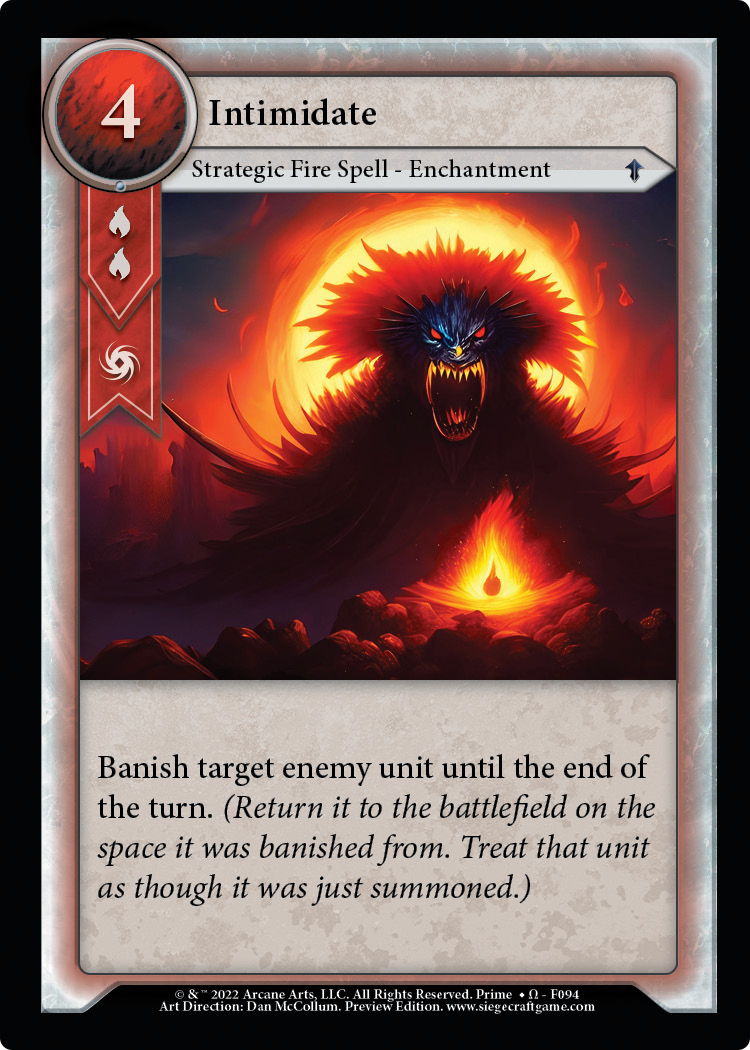 4
Intimidate
Strategic Fire Spell - Enchantment
Banish target enemy unit until the end of
the turn. (Return it to the battlefield on the
space it was banished from. Treat that unit
as though it was just summoned.)
© & ™ 2022 Arcane Arts, LLC. All Rights Reserved. Prime ⬥ Ω - F094
Art Direction: Dan McCollum. Preview Edition. www.siegecraftgame.com